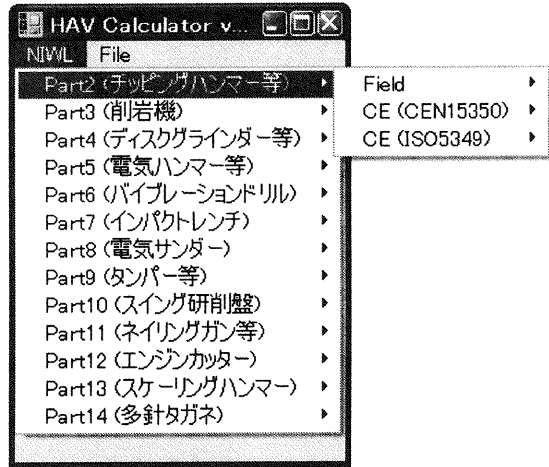 HAV Calculator v...
NIWL File
Part2 (チッピングハンマー等)
Part3 (削岩機)
Part4 (ディスクグラインダー等)
Part5 (電気ハンマー等)
Part6 (バイブレーションドリル)
Part7 (インパクトレンチ)
Part8 (電気サンダー)
Part9 (タンパー等)
Part10 (スイング研削盤)
Part11 (ネイリングガン等)
Part12 (エンジンカッター)
Part13 (スケーリングハンマー)
Part14 (多針タガネ)
Field
CE (CEN15350)
CE (ISO5349)